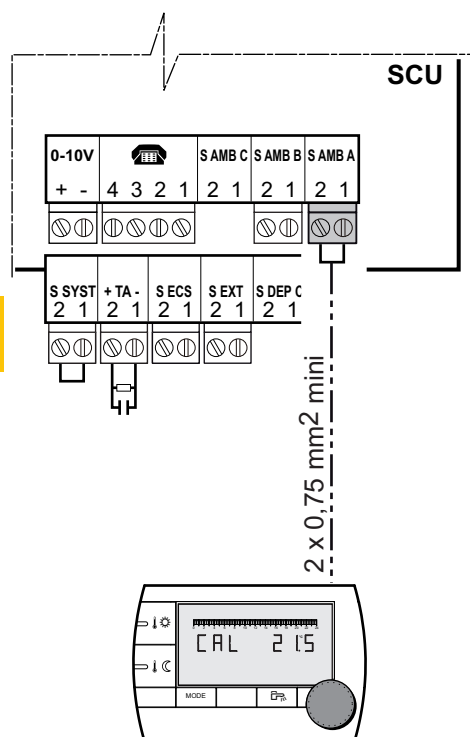 SCU
0-10V S AMB C S AMB B S AMB A
+ - 4 3 2 1 2 1 2 1 2 1
S SYST + TA - S ECS S EXT S DEP C
2 1 2 1 2 1 2 1 2 1
2 x 0,75 mm2 mini
CAL 21.5
MODE